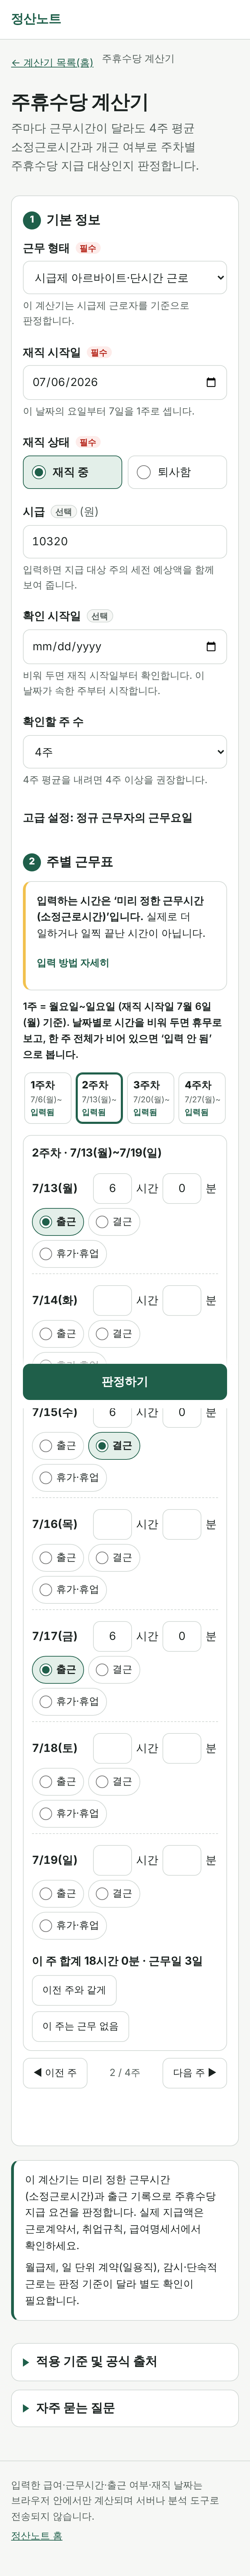 정산노트
← 계산기 목록(홈) 주휴수당 계산기
주휴수당 계산기
주마다 근무시간이 달라도 4주 평균
소정근로시간과 개근 여부로 주차별
주휴수당 지급 대상인지 판정합니다.
1 기본 정보
근무 형태 필수
시급제 아르바이트·단시간 근로
이 계산기는 시급제 근로자를 기준으로
판정합니다.
재직 시작일 필수
07/06/2026
이 날짜의 요일부터 7일을 1주로 셉니다.
재직 상태 필수
재직 중 퇴사함
시급 선택 (원)
10320
입력하면 지급 대상 주의 세전 예상액을 함께
보여 줍니다.
확인 시작일 선택
mm/dd/yyyy
비워 두면 재직 시작일부터 확인합니다. 이
날짜가 속한 주부터 시작합니다.
확인할 주 수
4주
4주 평균을 내려면 4주 이상을 권장합니다.
고급 설정: 정규 근무자의 근무요일
2 주별 근무표
입력하는 시간은 ‘미리 정한 근무시간
(소정근로시간)’입니다. 실제로 더
일하거나 일찍 끝난 시간이 아닙니다.
입력 방법 자세히
1주 = 월요일~일요일 (재직 시작일 7월 6일
(월) 기준). 날짜별로 시간을 비워 두면 휴무로
보고, 한 주 전체가 비어 있으면 ‘입력 안 됨’
으로 봅니다.
1주차 2주차 3주차 4주차
7/6(월)~ 7/13(월)~ 7/20(월)~ 7/27(월)~
입력됨 입력됨 입력됨 입력됨
2주차 · 7/13(월)~7/19(일)
7/13(월) 6 시간 0 분
출근 결근
휴가·휴업
7/14(화) 시간 분
출근 결근
휴가·휴업
판정하기
7/15(수) 6 시간 0 분
출근 결근
휴가·휴업
7/16(목) 시간 분
출근 결근
휴가·휴업
7/17(금) 6 시간 0 분
출근 결근
휴가·휴업
7/18(토) 시간 분
출근 결근
휴가·휴업
7/19(일) 시간 분
출근 결근
휴가·휴업
이 주 합계 18시간 0분 · 근무일 3일
이전 주와 같게
이 주는 근무 없음
◀ 이전 주 2 / 4주 다음 주 ▶
이 계산기는 미리 정한 근무시간
(소정근로시간)과 출근 기록으로 주휴수당
지급 요건을 판정합니다. 실제 지급액은
근로계약서, 취업규칙, 급여명세서에서
확인하세요.
월급제, 일 단위 계약(일용직), 감시·단속적
근로는 판정 기준이 달라 별도 확인이
필요합니다.
▶ 적용 기준 및 공식 출처
▶ 자주 묻는 질문
입력한 급여·근무시간·출근 여부·재직 날짜는
브라우저 안에서만 계산되며 서버나 분석 도구로
전송되지 않습니다.
정산노트 홈